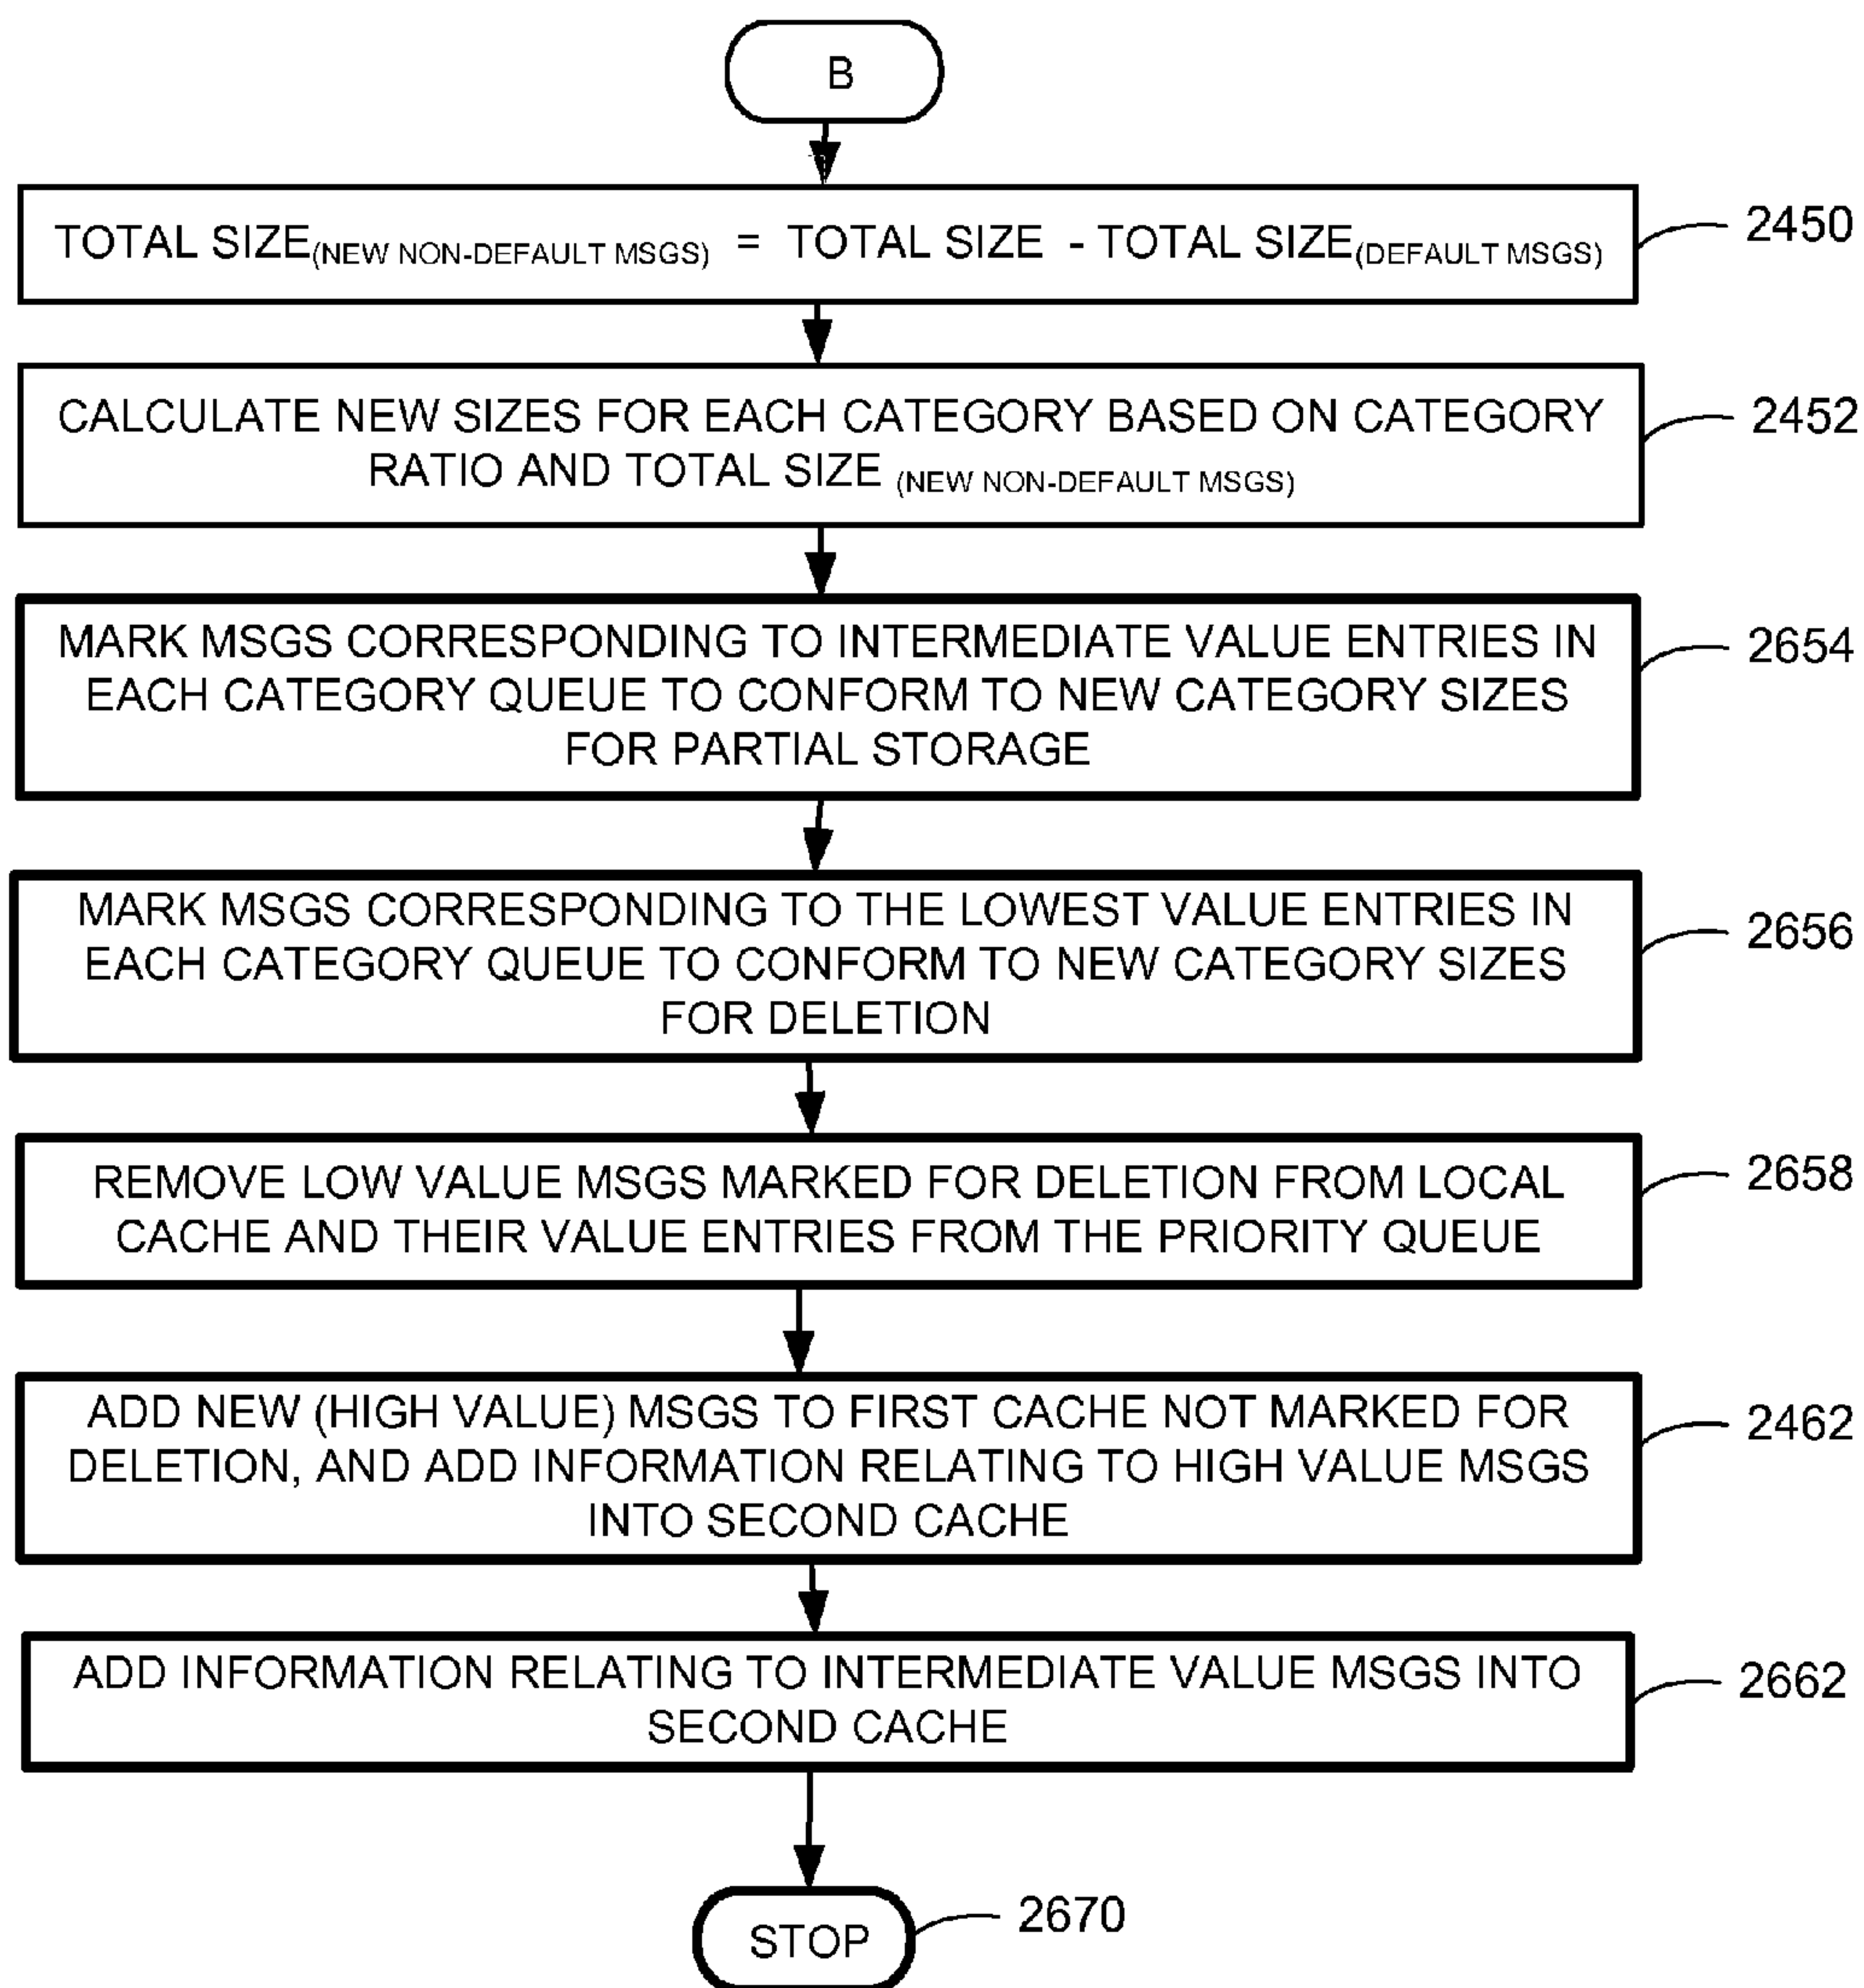 B
TOTAL SIZE(NEW NON-DEFAULT MSGS) = TOTAL SIZE - TOTAL SIZE(DEFAULT MSGS)
2450
CALCULATE NEW SIZES FOR EACH CATEGORY BASED ON CATEGORY
RATIO AND TOTAL SIZE (NEW NON-DEFAULT MSGS)
2452
MARK MSGS CORRESPONDING TO INTERMEDIATE VALUE ENTRIES IN
EACH CATEGORY QUEUE TO CONFORM TO NEW CATEGORY SIZES
FOR PARTIAL STORAGE
2654
MARK MSGS CORRESPONDING TO THE LOWEST VALUE ENTRIES IN
EACH CATEGORY QUEUE TO CONFORM TO NEW CATEGORY SIZES
FOR DELETION
2656
REMOVE LOW VALUE MSGS MARKED FOR DELETION FROM LOCAL
CACHE AND THEIR VALUE ENTRIES FROM THE PRIORITY QUEUE
2658
ADD NEW (HIGH VALUE) MSGS TO FIRST CACHE NOT MARKED FOR
DELETION, AND ADD INFORMATION RELATING TO HIGH VALUE MSGS
INTO SECOND CACHE
2462
ADD INFORMATION RELATING TO INTERMEDIATE VALUE MSGS INTO
SECOND CACHE
2662
STOP
2670